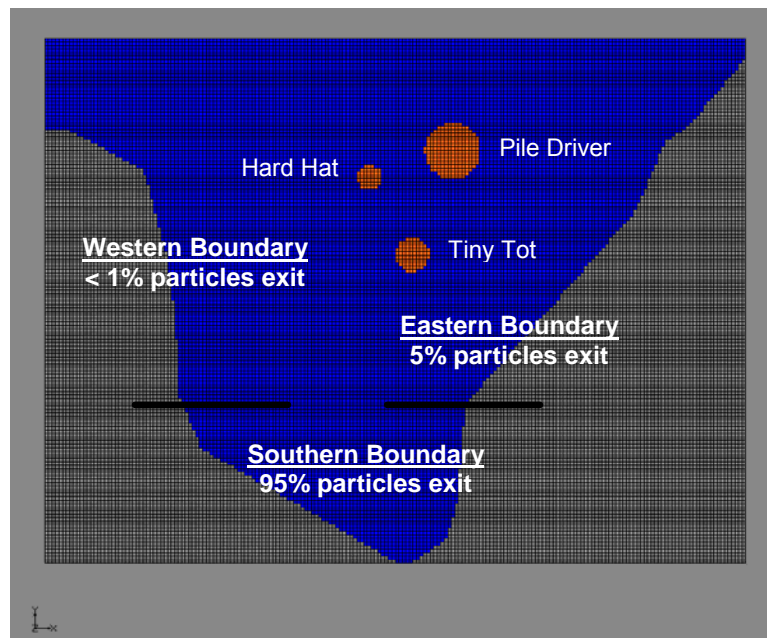 Pile Driver
Hard Hat
Western Boundary
< 1% particles exit
Tiny Tot
Eastern Boundary
5% particles exit
Southern Boundary
95% particles exit
Y
Z X